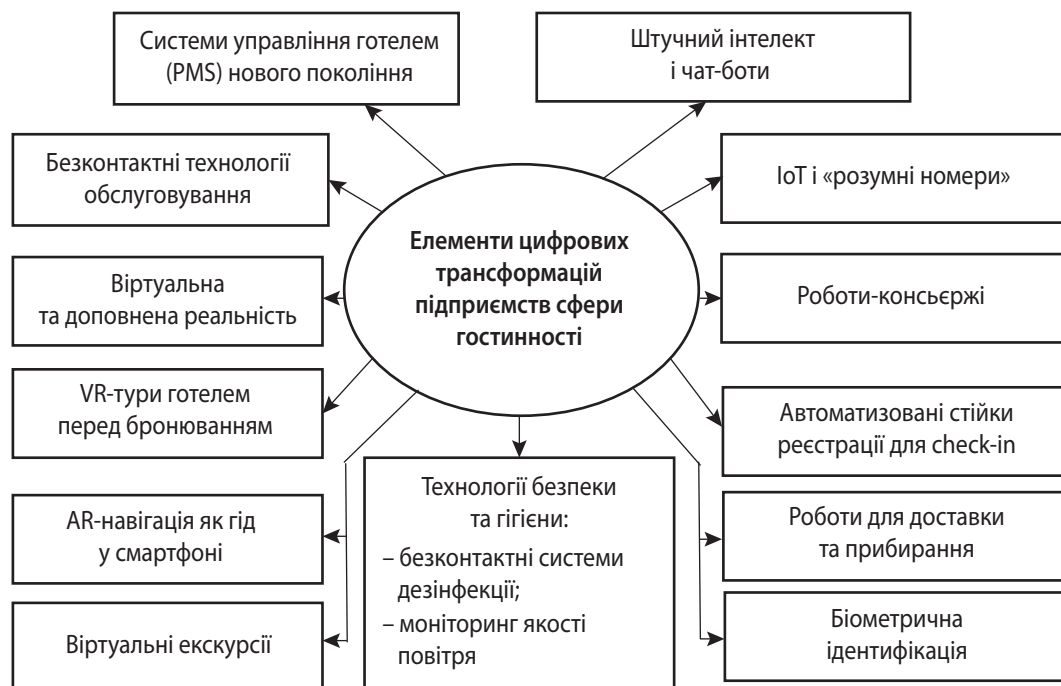 Системи управління готелем
(PMS) нового покоління
Штучний інтелект
і чат-боти
Безконтактні технології
обслуговування
IoT і «розумні номери»
Елементи цифрових
трансформацій
підприємств сфери
гостинності
Віртуальна
та доповнена реальність
Роботи-консьєржі
VR-тури готелем
перед бронюванням
Автоматизовані стійки
реєстрації для check-in
Технології безпеки
та гігієни:
– безконтактні системи
дезінфекції;
– моніторинг якості
повітря
AR-навігація як гід
у смартфоні
Роботи для доставки
та прибирання
Віртуальні екскурсії
Біометрична
ідентифікація